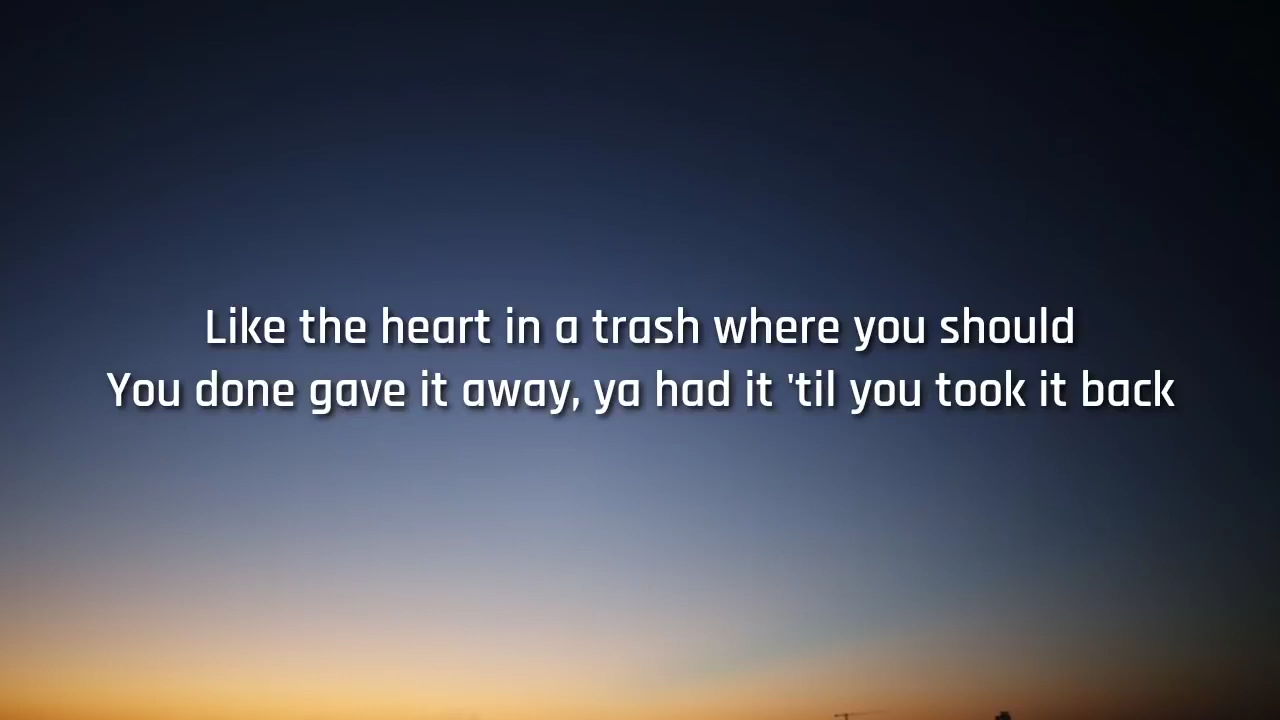 Like the heart in a trash where you should
You done gave it away, ya had it 'til you took it back